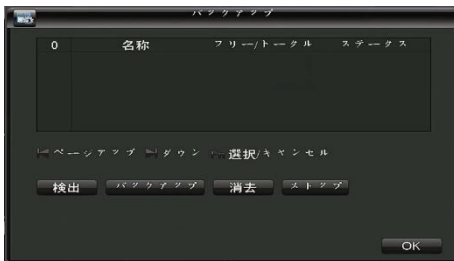 バックアップ
0 名称 フリー/トータル ステータス
ページアップ ダウン 選択/キャンセル
検出 バックアップ 消去 ストップ
OK